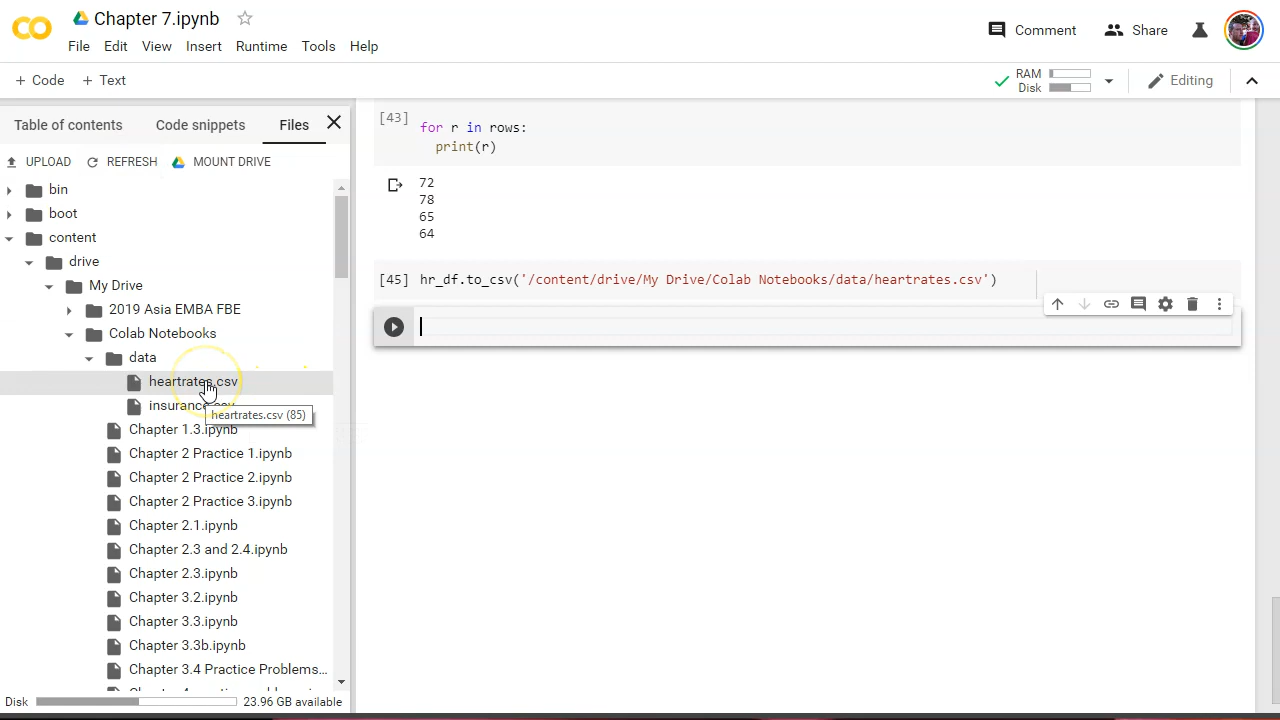 Chapter 7.ipynb
File Edit View Insert Runtime Tools Help
Comment
Share
+ Code + Text
RAM
Disk
Editing
Table of contents Code snippets Files
UPLOAD REFRESH MOUNT DRIVE
bin
boot
content
drive
My Drive
2019 Asia EMBA FBE
Colab Notebooks
data
heartrates.csv
heartrates.csv (85)
Chapter 1.3.ipynb
Chapter 2 Practice 1.ipynb
Chapter 2 Practice 2.ipynb
Chapter 2 Practice 3.ipynb
Chapter 2.1.ipynb
Chapter 2.3 and 2.4.ipynb
Chapter 2.3.ipynb
Chapter 3.2.ipynb
Chapter 3.3.ipynb
Chapter 3.3b.ipynb
Chapter 3.4 Practice Problems...
Disk 23.96 GB available
[43]
for r in rows:
print(r)
72
78
65
64
[45] hr_df.to_csv('/content/drive/My Drive/Colab Notebooks/data/heartrates.csv')